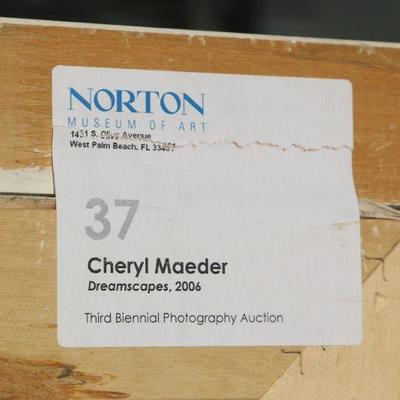 NORTON
MUSEUM OF ART
1451 S. Olive Avenue
West Palm Beach, FL 33401
37
Cheryl Maeder
Dreamscapes, 2006
Third Biennial Photography Auction